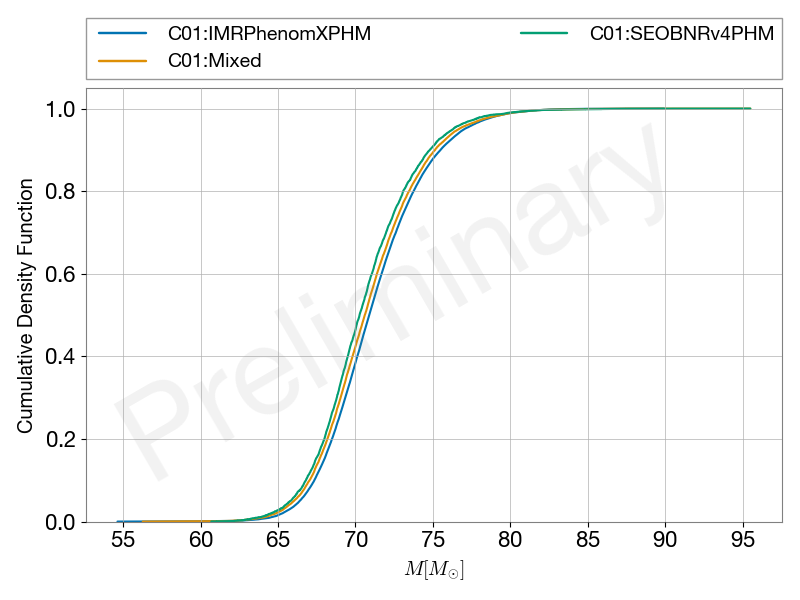 C01:IMRPhenomXPHM
C01:Mixed
C01:SEOBNRv4PHM
Preliminary
Cumulative Density Function
1.0
0.8
0.6
0.4
0.2
0.0
55 60 65 70 75 80 85 90 95
M[M☉]